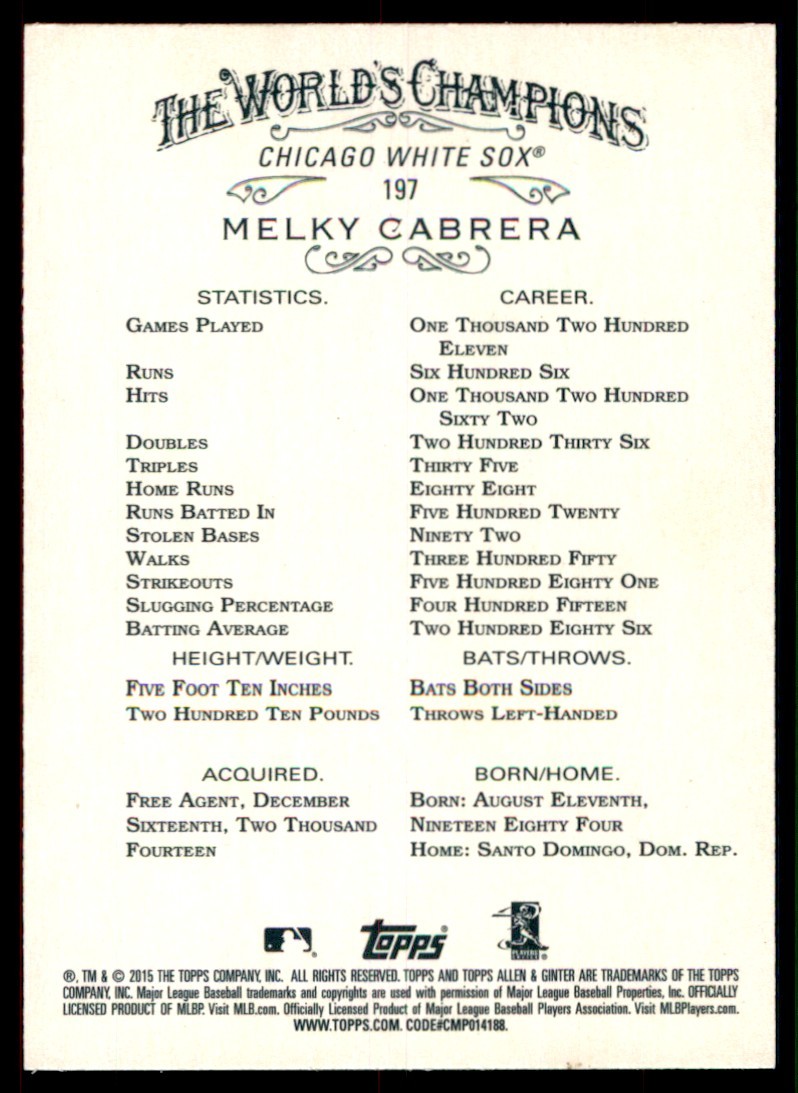 THE WORLD'S CHAMPIONS
CHICAGO WHITE SOX®
197
MELKY CABRERA
STATISTICS. CAREER.
GAMES PLAYED ONE THOUSAND TWO HUNDRED
ELEVEN
RUNS SIX HUNDRED SIX
HITS ONE THOUSAND TWO HUNDRED
SIXTY TWO
DOUBLES TWO HUNDRED THIRTY SIX
TRIPLES THIRTY FIVE
HOME RUNS EIGHTY EIGHT
RUNS BATTED IN FIVE HUNDRED TWENTY
STOLEN BASES NINETY TWO
WALKS THREE HUNDRED FIFTY
STRIKEOUTS FIVE HUNDRED EIGHTY ONE
SLUGGING PERCENTAGE FOUR HUNDRED FIFTEEN
BATTING AVERAGE TWO HUNDRED EIGHTY SIX
HEIGHT/WEIGHT. BATS/THROWS.
FIVE FOOT TEN INCHES BATS BOTH SIDES
TWO HUNDRED TEN POUNDS THROWS LEFT-HANDED
ACQUIRED. BORN/HOME.
FREE AGENT, DECEMBER BORN: AUGUST ELEVENTH,
SIXTEENTH, TWO THOUSAND NINETEEN EIGHTY FOUR
FOURTEEN HOME: SANTO DOMINGO, DOM. REP.
topps®
®, TM & © 2015 THE TOPPS COMPANY, INC. ALL RIGHTS RESERVED. TOPPS AND TOPPS ALLEN & GINTER ARE TRADEMARKS OF THE TOPPS
COMPANY, INC. Major League Baseball trademarks and copyrights are used with permission of Major League Baseball Properties, Inc. OFFICIALLY
LICENSED PRODUCT OF MLBP. Visit MLB.com. Officially Licensed Product of Major League Baseball Players Association. Visit MLBPlayers.com.
WWW.TOPPS.COM. CODE#CMP014188.